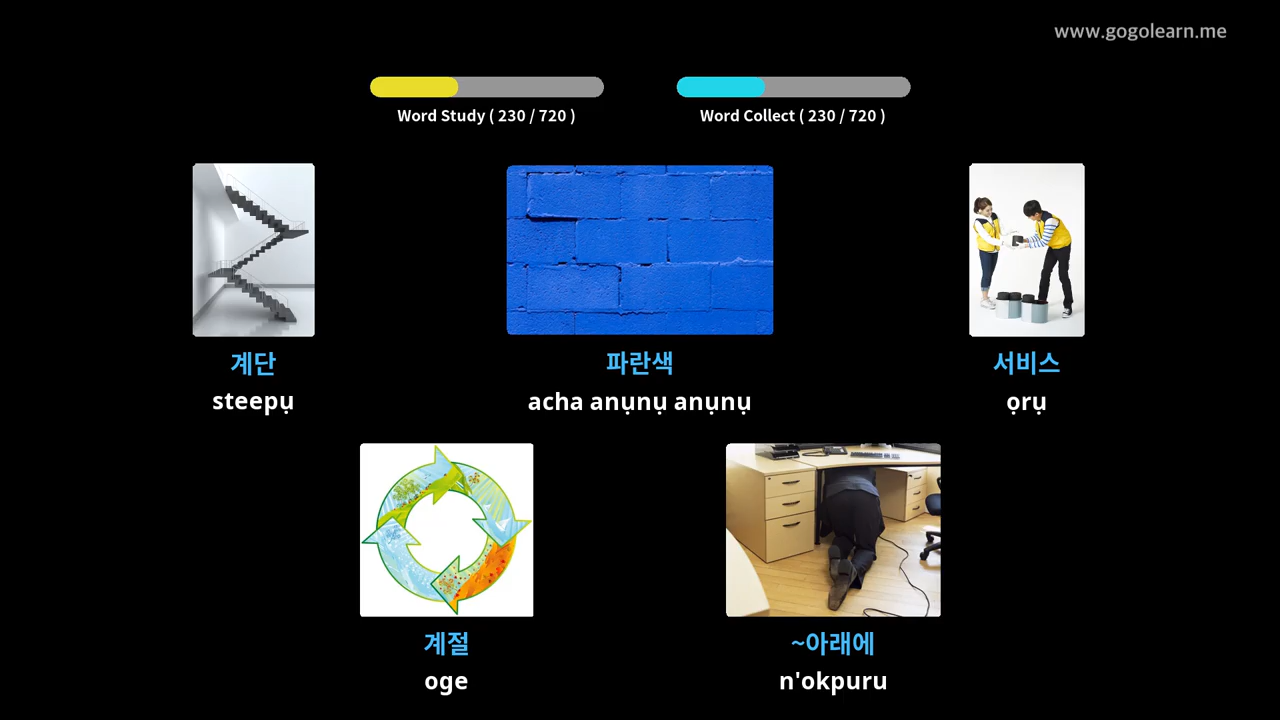 www.gogolearn.me
Word Study ( 230 / 720 )
Word Collect ( 230 / 720 )
계단
파란색
서비스
steepụ
acha anụnụ anụnụ
ọrụ
계절
~아래에
oge
n'okpuru